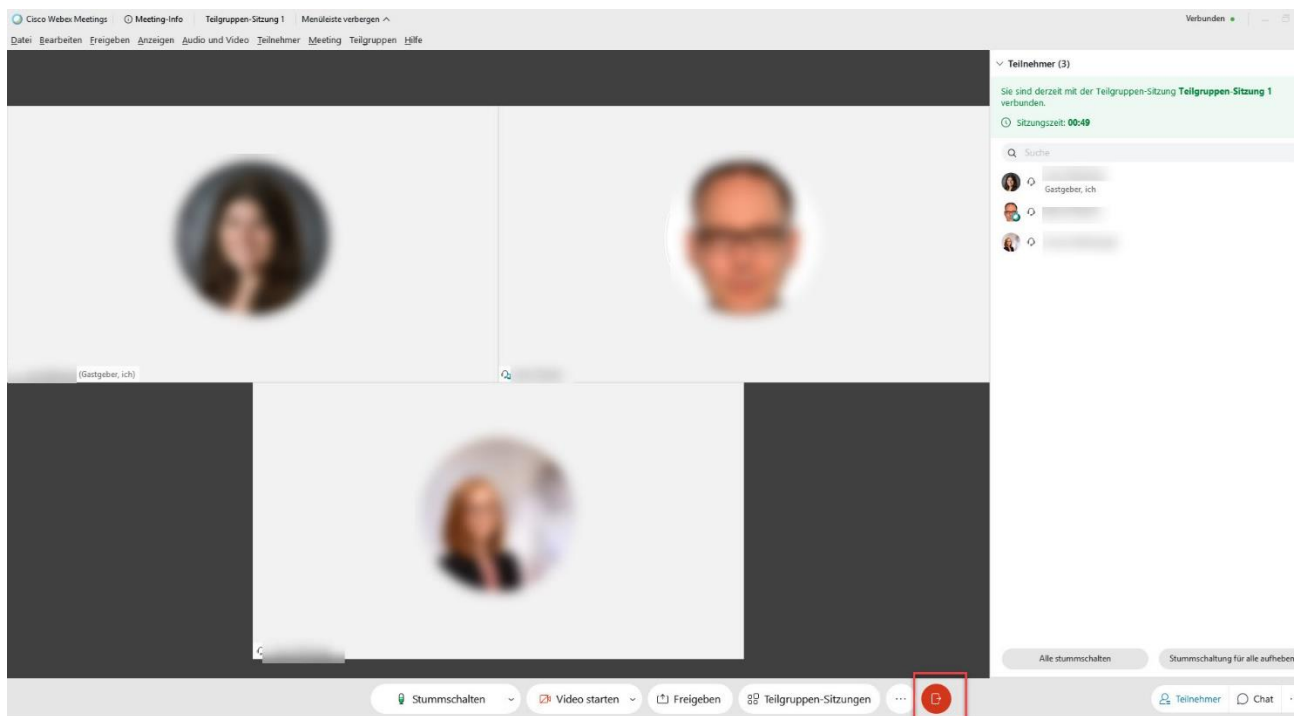 Cisco Webex Meetings Meeting-Info Teilgruppen-Sitzung 1 Menüleiste verbergen Verbunden
Datei Bearbeiten Freigeben Anzeigen Audio und Video Teilnehmer Meeting Teilgruppen Hilfe
Teilnehmer (3)
Sie sind derzeit mit der Teilgruppen-Sitzung Teilgruppen-Sitzung 1
verbunden.
Sitzungszeit: 00:49
Suche
Gastgeber, ich
(Gastgeber, ich)
Alle stummschalten Stummschaltung für alle aufheben
Stummschalten Video starten Freigeben Teilgruppen-Sitzungen ... Teilnehmer Chat